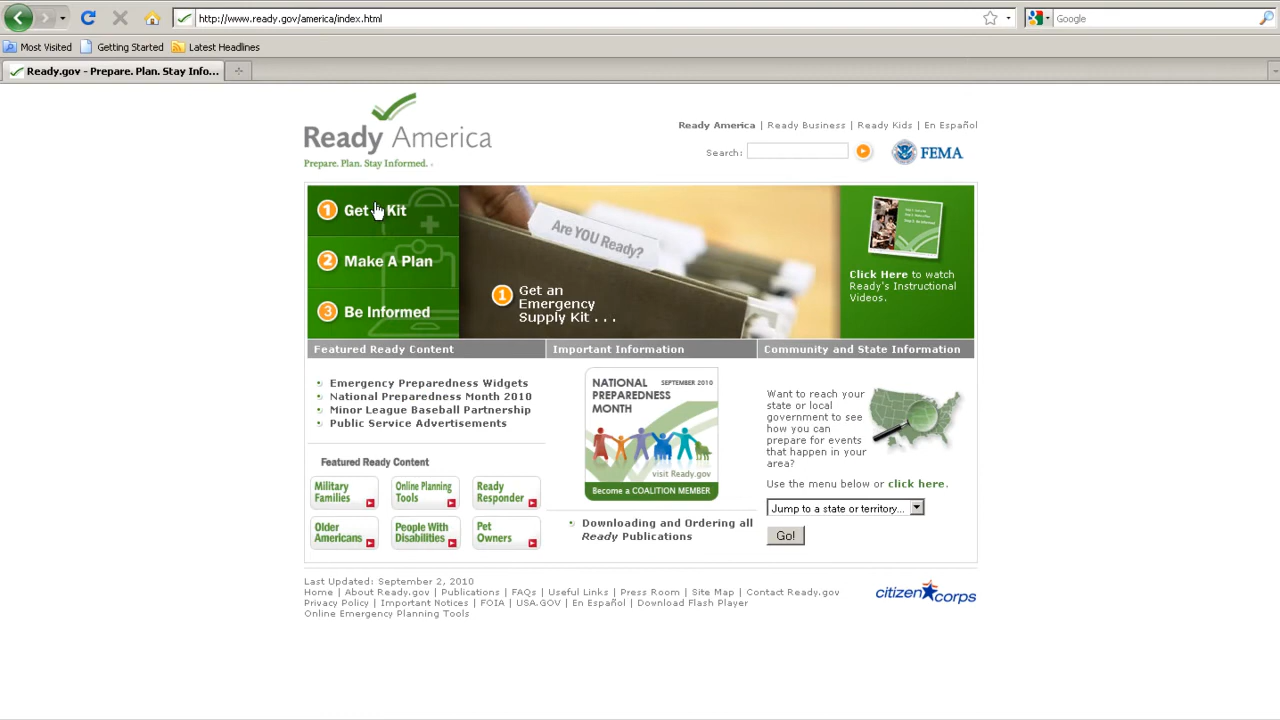 http://www.ready.gov/america/index.html
Google
Most Visited
Getting Started
Latest Headlines
Ready.gov - Prepare. Plan. Stay Info...
Ready America
Prepare. Plan. Stay Informed.
Ready America | Ready Business | Ready Kids | En Español
Search:
FEMA
1 Get Kit
2 Make A Plan
3 Be Informed
Are YOU Ready?
1 Get an
Emergency
Supply Kit . . .
Click Here to watch
Ready's Instructional
Videos.
Featured Ready Content
Important Information
Community and State Information
Emergency Preparedness Widgets
National Preparedness Month 2010
Minor League Baseball Partnership
Public Service Advertisements
Featured Ready Content
Military
Families
Online Planning
Tools
Ready
Responder
Older
Americans
People With
Disabilities
Pet
Owners
NATIONAL
PREPAREDNESS
MONTH
SEPTEMBER 2010
visit Ready.gov
Become a COALITION MEMBER
Downloading and Ordering all
Ready Publications
Want to reach your
state or local
government to see
how you can
prepare for events
that happen in your
area?
Use the menu below or click here.
Jump to a state or territory...
Go!
Last Updated: September 2, 2010
Home | About Ready.gov | Publications | FAQs | Useful Links | Press Room | Site Map | Contact Ready.gov
Privacy Policy | Important Notices | FOIA | USA.GOV | En Español | Download Flash Player
Online Emergency Planning Tools
citizen corps